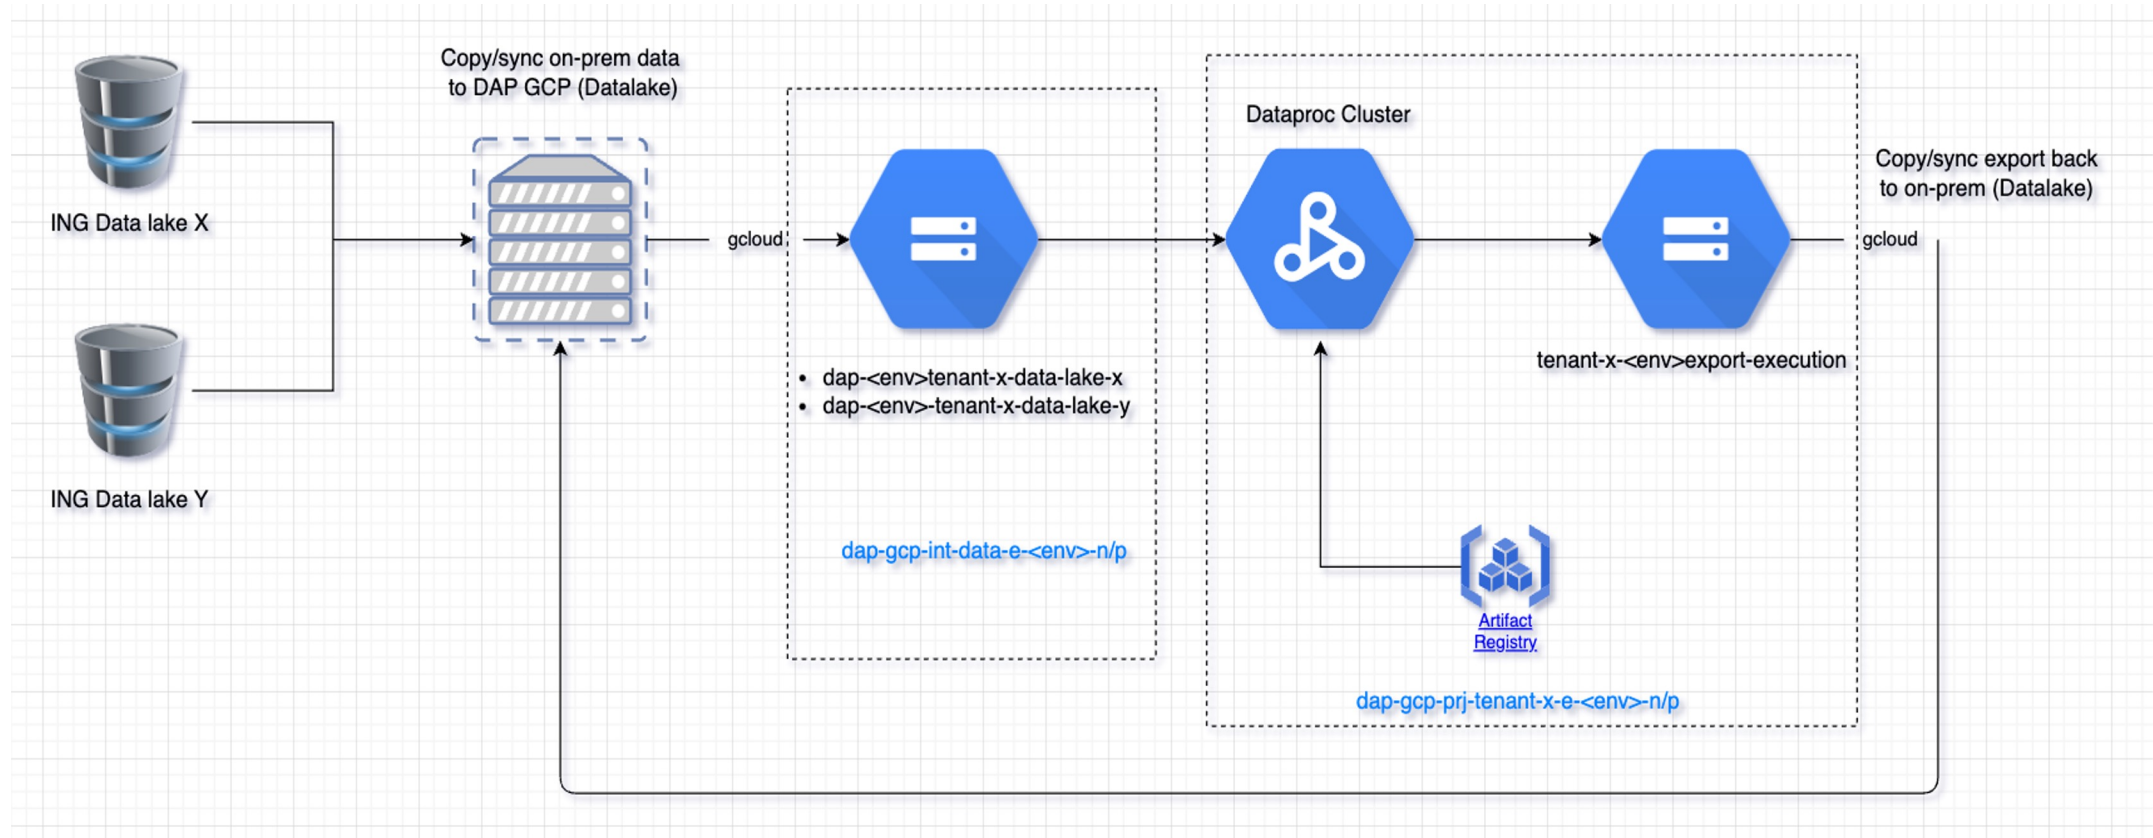 Copy/sync on-prem data
to DAP GCP (Datalake)
ING Data lake X
ING Data lake Y
gcloud
• dap-<env>tenant-x-data-lake-x
• dap-<env>-tenant-x-data-lake-y
dap-gcp-int-data-e-<env>-n/p
Dataproc Cluster
tenant-x-<env>export-execution
Artifact
Registry
dap-gcp-prj-tenant-x-e-<env>-n/p
Copy/sync export back
to on-prem (Datalake)
gcloud